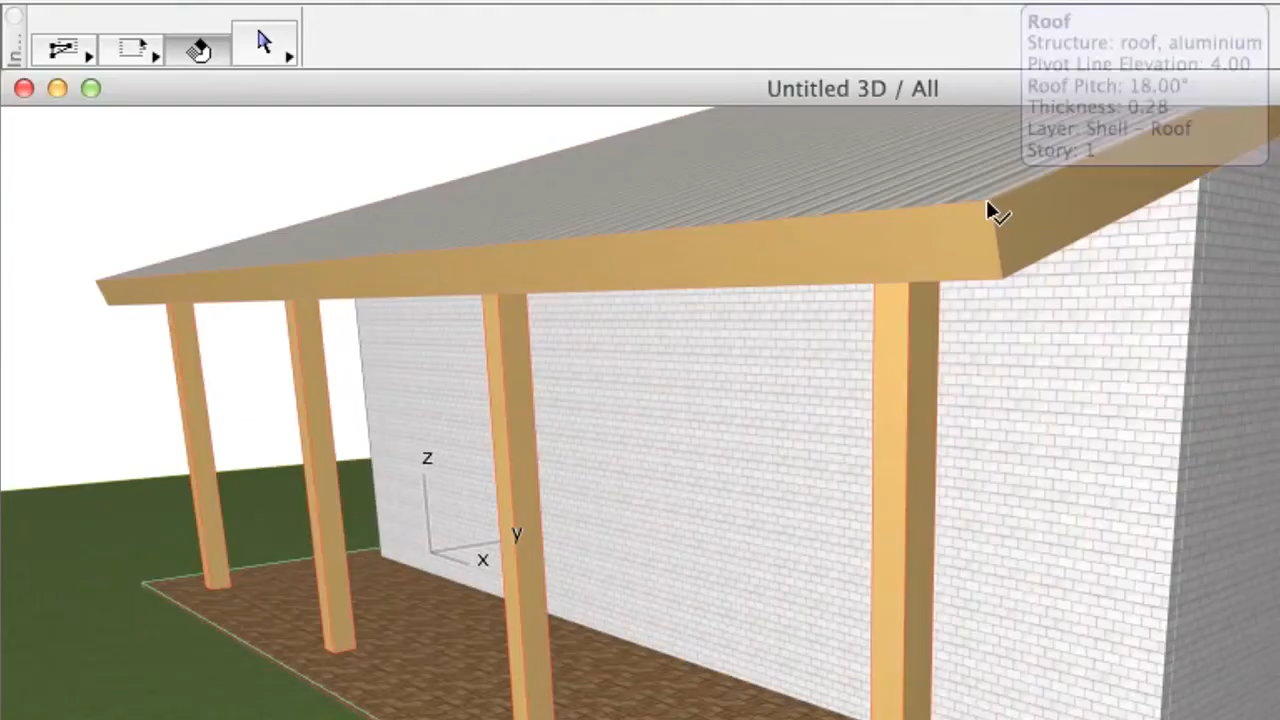 In...
Untitled 3D / All
Roof
Structure: roof, aluminium
Pivot Line Elevation: 4.00
Roof Pitch: 18.00°
Thickness: 0.28
Layer: Shell - Roof
Story: 1
z
y
x